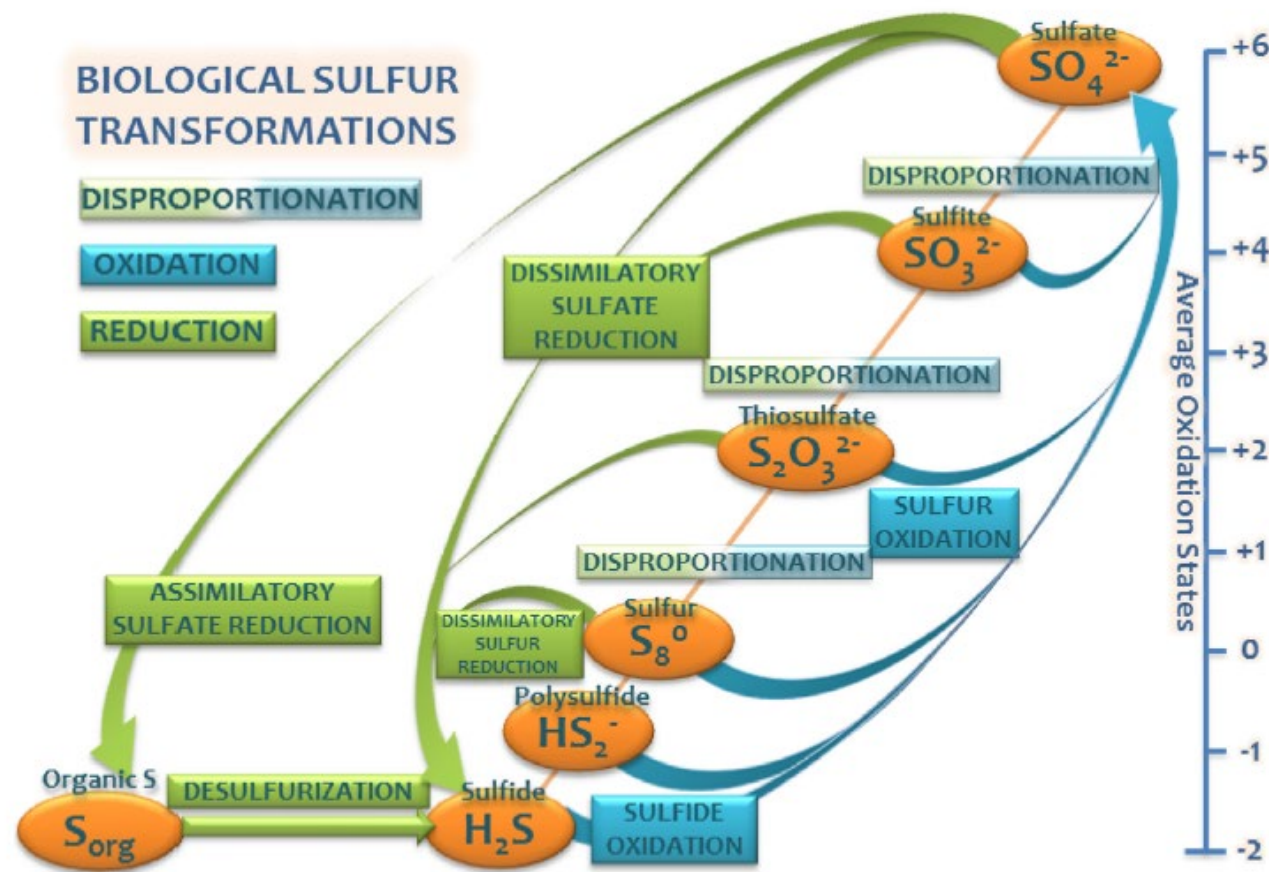 BIOLOGICAL SULFUR
TRANSFORMATIONS
DISPROPORTIONATION
OXIDATION
REDUCTION
Sulfate
SO₄²⁻
+6
+5
DISPROPORTIONATION
Sulfite
SO₃²⁻
+4
DISSIMILATORY
SULFATE
REDUCTION
+3
DISPROPORTIONATION
Thiosulfate
S₂O₃²⁻
+2
SULFUR
OXIDATION
+1
DISPROPORTIONATION
Average Oxidation States
ASSIMILATORY
SULFATE REDUCTION
DISSIMILATORY
SULFUR
REDUCTION
Sulfur
S₈⁰
0
Polysulfide
HS₂⁻
-1
Organic S
Sorg
DESULFURIZATION
Sulfide
H₂S
SULFIDE
OXIDATION
-2